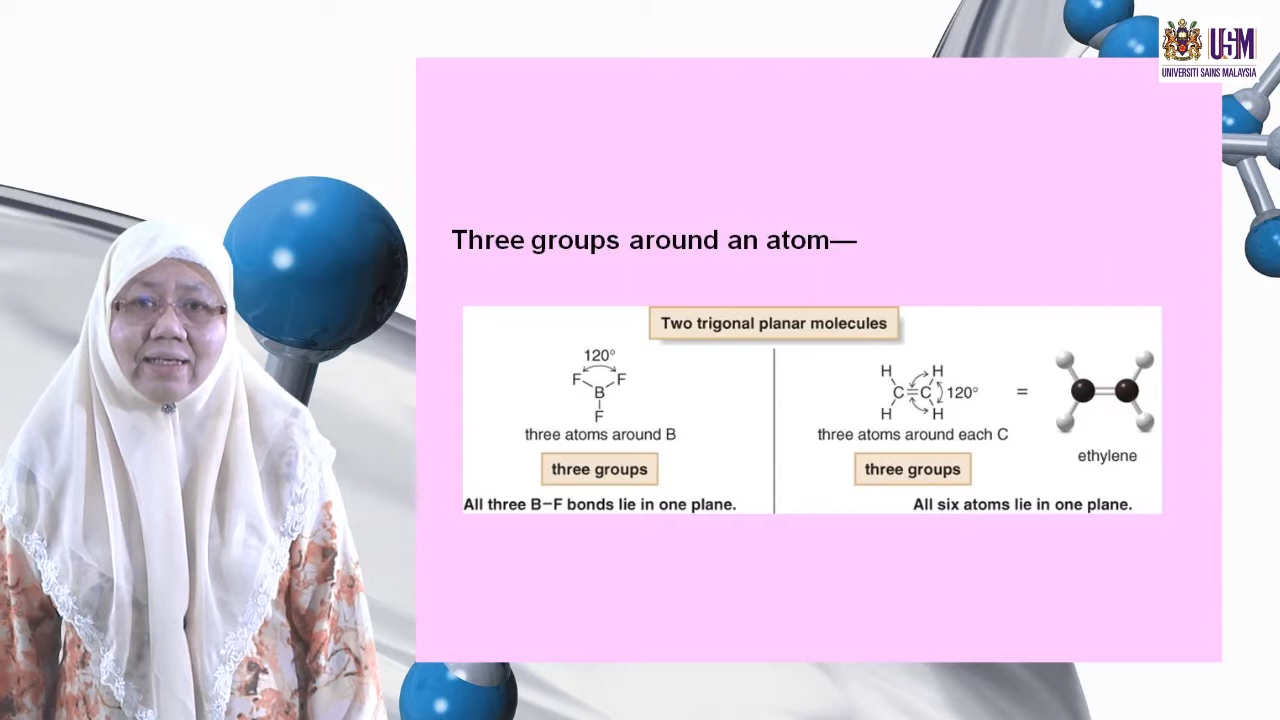 USM
UNIVERSITI SAINS MALAYSIA
Three groups around an atom—
Two trigonal planar molecules
120°
F F
B
F
three atoms around B
three groups
All three B–F bonds lie in one plane.
H H
C=C 120°
H H
three atoms around each C
three groups
All six atoms lie in one plane.
=
ethylene